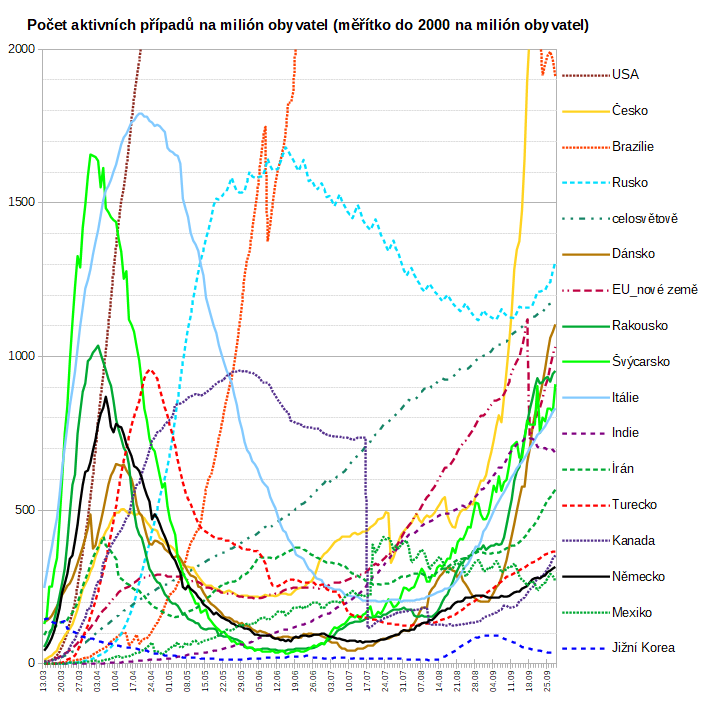 Počet aktivních případů na milión obyvatel (měřítko do 2000 na milión obyvatel)
2000
1500
1000
500
0
13.03
20.03
27.03
03.04
10.04
17.04
24.04
01.05
08.05
15.05
22.05
29.05
05.06
12.06
19.06
26.06
03.07
10.07
17.07
24.07
31.07
07.08
14.08
21.08
28.08
04.09
11.09
18.09
25.09
USA
Česko
Brazílie
Rusko
celosvětově
Dánsko
EU_nové země
Rakousko
Švýcarsko
Itálie
Indie
Írán
Turecko
Kanada
Německo
Mexiko
Jižní Korea